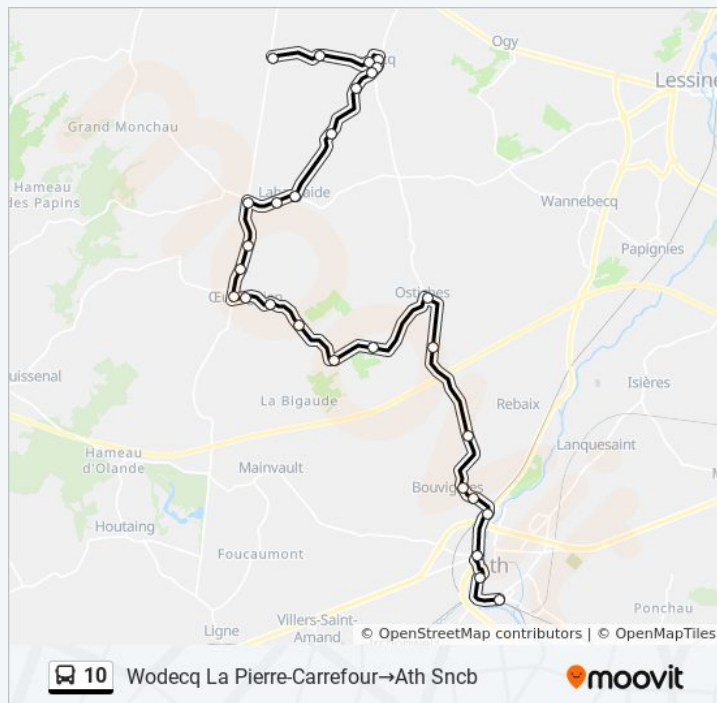 Ogy
Lessine
Grand Monchau
Hameau
des Papins
Wannebecq
Papignies
Ostiches
uissenal
La Bigaude
Isières
Rebaix
Hameau
d'Olande
Mainvault
Lanquesaint
Bouvignies
Houtaing
Foucaumont
Ponchau
Villers-Saint-
Amand
Ligne
© OpenStreetMap contributors | © OpenMapTiles
10 Wodecq La Pierre-Carrefour→Ath Sncb moovit